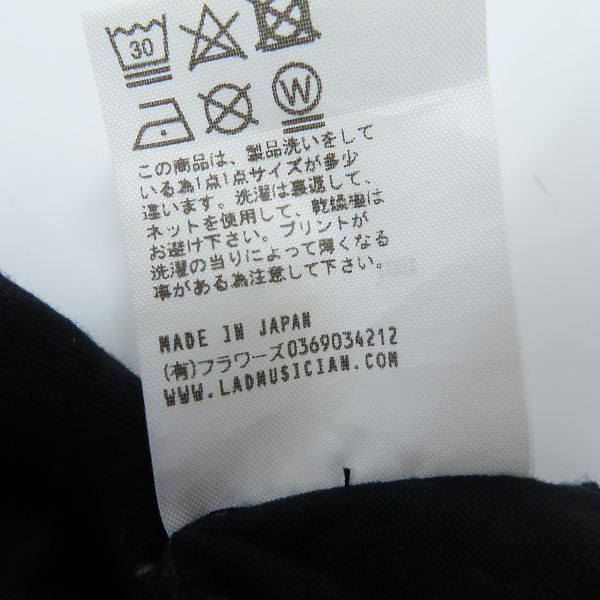 30
W
この商品は、製品洗いをして
いる為1点1点サイズが多少
違います。洗濯は裏返して、
ネットを使用して、乾燥機は
お避け下さい。プリントが
洗濯の当りによって薄くなる
事がある為注意して下さい。
MADE IN JAPAN
(有)フラワーズ0369034212
WWW.LADMUSICIAN.COM